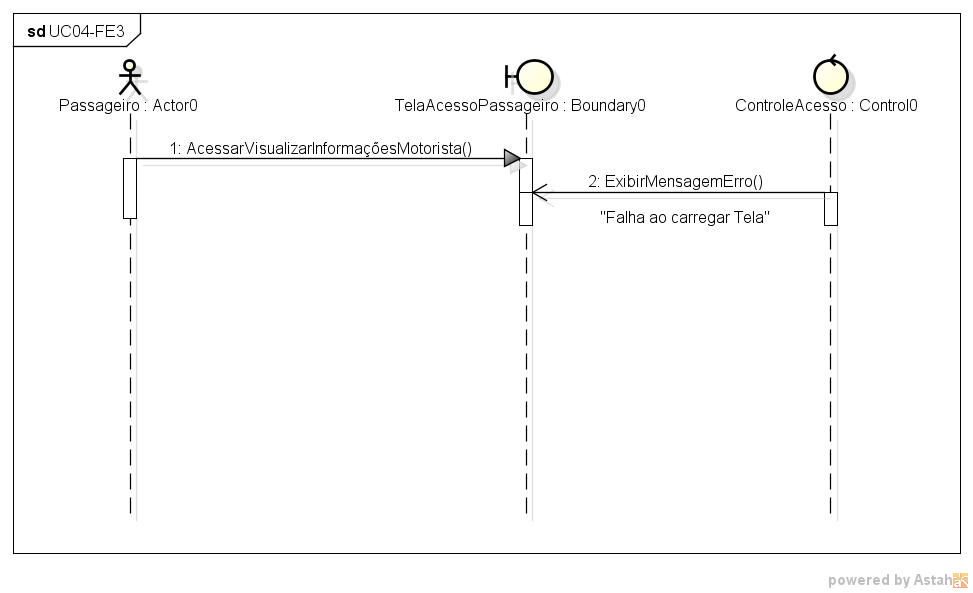 sd UC04-FE3
Passageiro : Actor0
TelaAcessoPassageiro : Boundary0
ControleAcesso : Control0
1: AcessarVisualizarInformaçõesMotorista()
2: ExibirMensagemErro()
"Falha ao carregar Tela"
powered by Astah